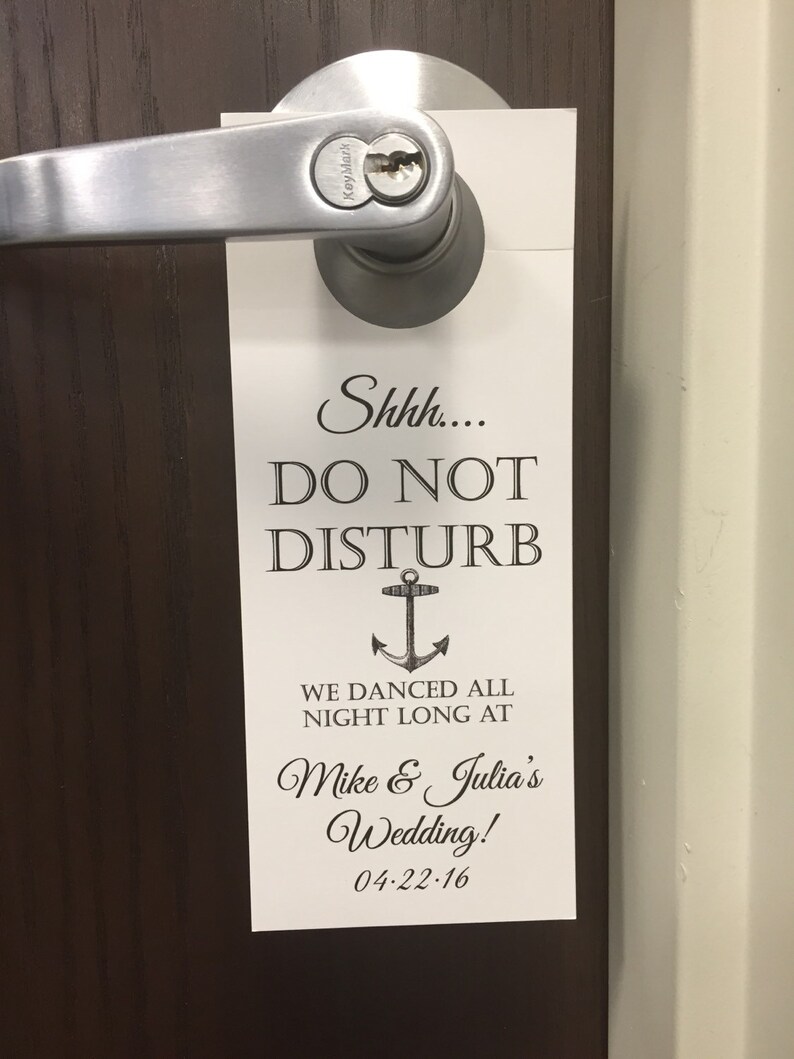 KeyMark
Shhh....
DO NOT
DISTURB
WE DANCED ALL
NIGHT LONG AT
Mike & Julia's
Wedding!
04·22·16